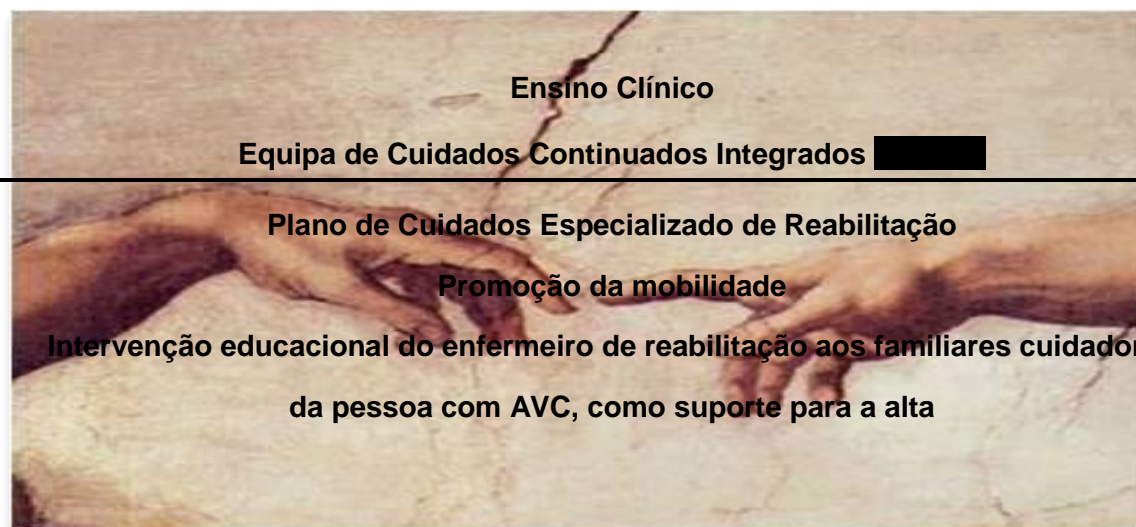 Ensino Clínico
Equipa de Cuidados Continuados Integrados
Plano de Cuidados Especializado de Reabilitação
Promoção da mobilidade
Intervenção educacional do enfermeiro de reabilitação aos familiares
da pessoa com AVC, como suporte para a alta